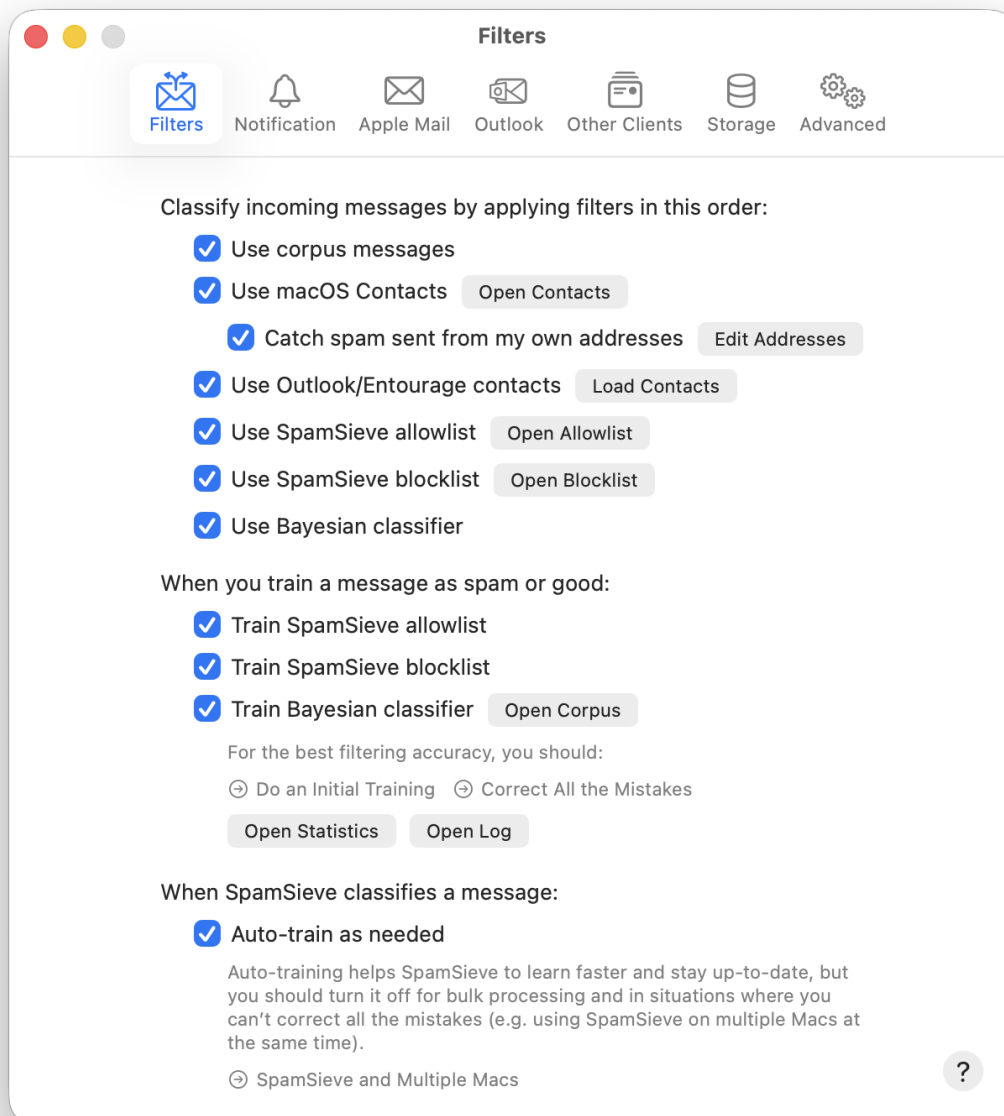 Filters
Filters
Notification
Apple Mail
Outlook
Other Clients
Storage
Advanced
Classify incoming messages by applying filters in this order:
Use corpus messages
Use macOS Contacts Open Contacts
Catch spam sent from my own addresses Edit Addresses
Use Outlook/Entourage contacts Load Contacts
Use SpamSieve allowlist Open Allowlist
Use SpamSieve blocklist Open Blocklist
Use Bayesian classifier
When you train a message as spam or good:
Train SpamSieve allowlist
Train SpamSieve blocklist
Train Bayesian classifier Open Corpus
For the best filtering accuracy, you should:
Do an Initial Training Correct All the Mistakes
Open Statistics Open Log
When SpamSieve classifies a message:
Auto-train as needed
Auto-training helps SpamSieve to learn faster and stay up-to-date, but
you should turn it off for bulk processing and in situations where you
can't correct all the mistakes (e.g. using SpamSieve on multiple Macs at
the same time).
SpamSieve and Multiple Macs
?